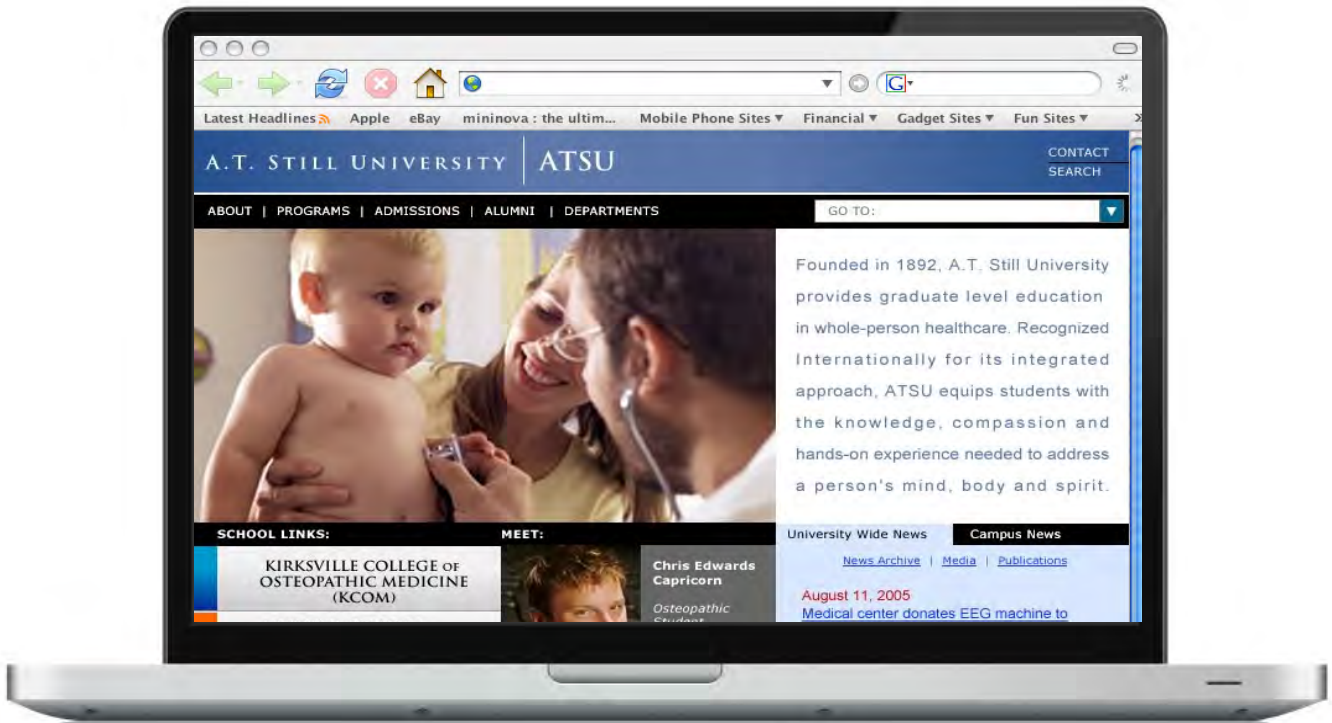 Latest Headlines Apple eBay mininova : the ultim... Mobile Phone Sites Financial Gadget Sites Fun Sites
A.T. STILL UNIVERSITY ATSU
CONTACT
SEARCH
ABOUT | PROGRAMS | ADMISSIONS | ALUMNI | DEPARTMENTS
GO TO:
Founded in 1892, A.T. Still University
provides graduate level education
in whole-person healthcare. Recognized
Internationally for its integrated
approach, ATSU equips students with
the knowledge, compassion and
hands-on experience needed to address
a person's mind, body and spirit.
SCHOOL LINKS:
KIRKSVILLE COLLEGE OF
OSTEOPATHIC MEDICINE
(KCOM)
MEET:
Chris Edwards
Capricorn
Osteopathic
Student
University Wide News Campus News
News Archive | Media | Publications
August 11, 2005
Medical center donates EEG machine to